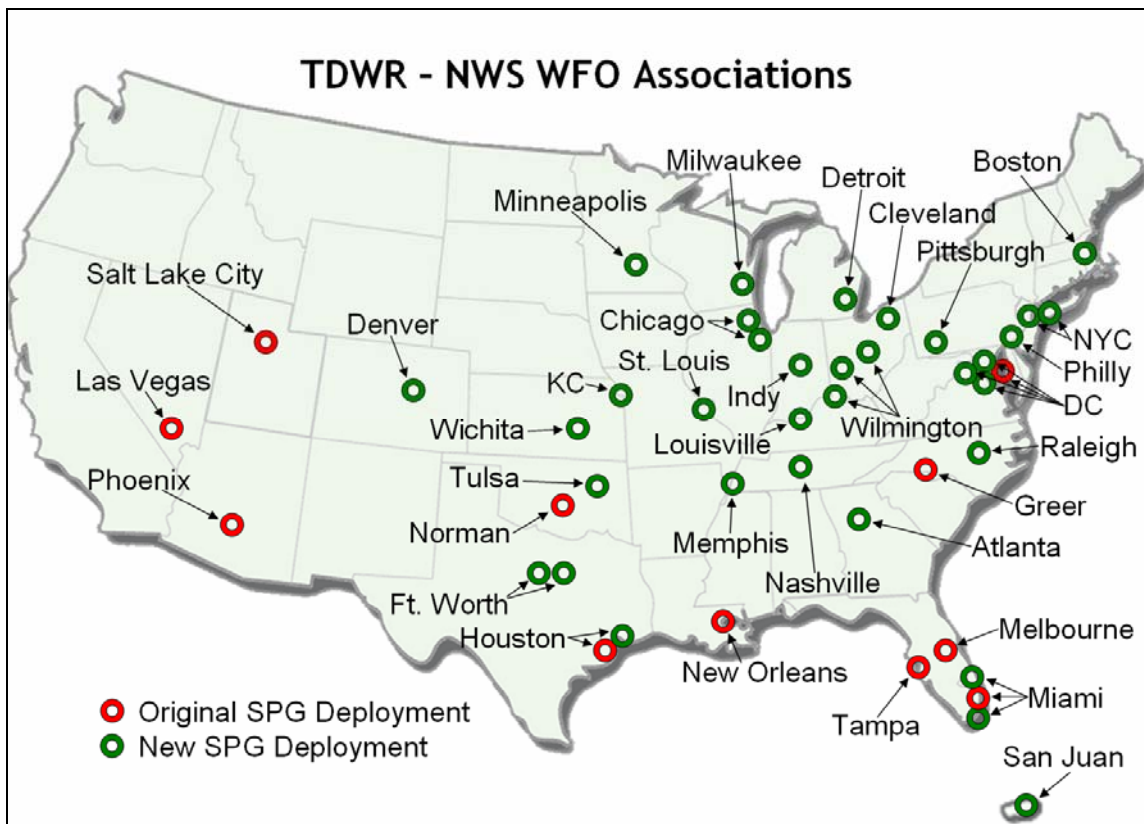 TDWR - NWS WFO Associations
Milwaukee
Boston
Detroit
Minneapolis
Cleveland
Pittsburgh
Salt Lake City
Denver
Chicago
NYC
St. Louis
Philly
Las Vegas
KC
Indy
DC
Wichita
Louisville
Wilmington
Raleigh
Tulsa
Phoenix
Greer
Norman
Memphis
Atlanta
Nashville
Ft. Worth
Houston
Melbourne
New Orleans
Miami
Original SPG Deployment
Tampa
New SPG Deployment
San Juan